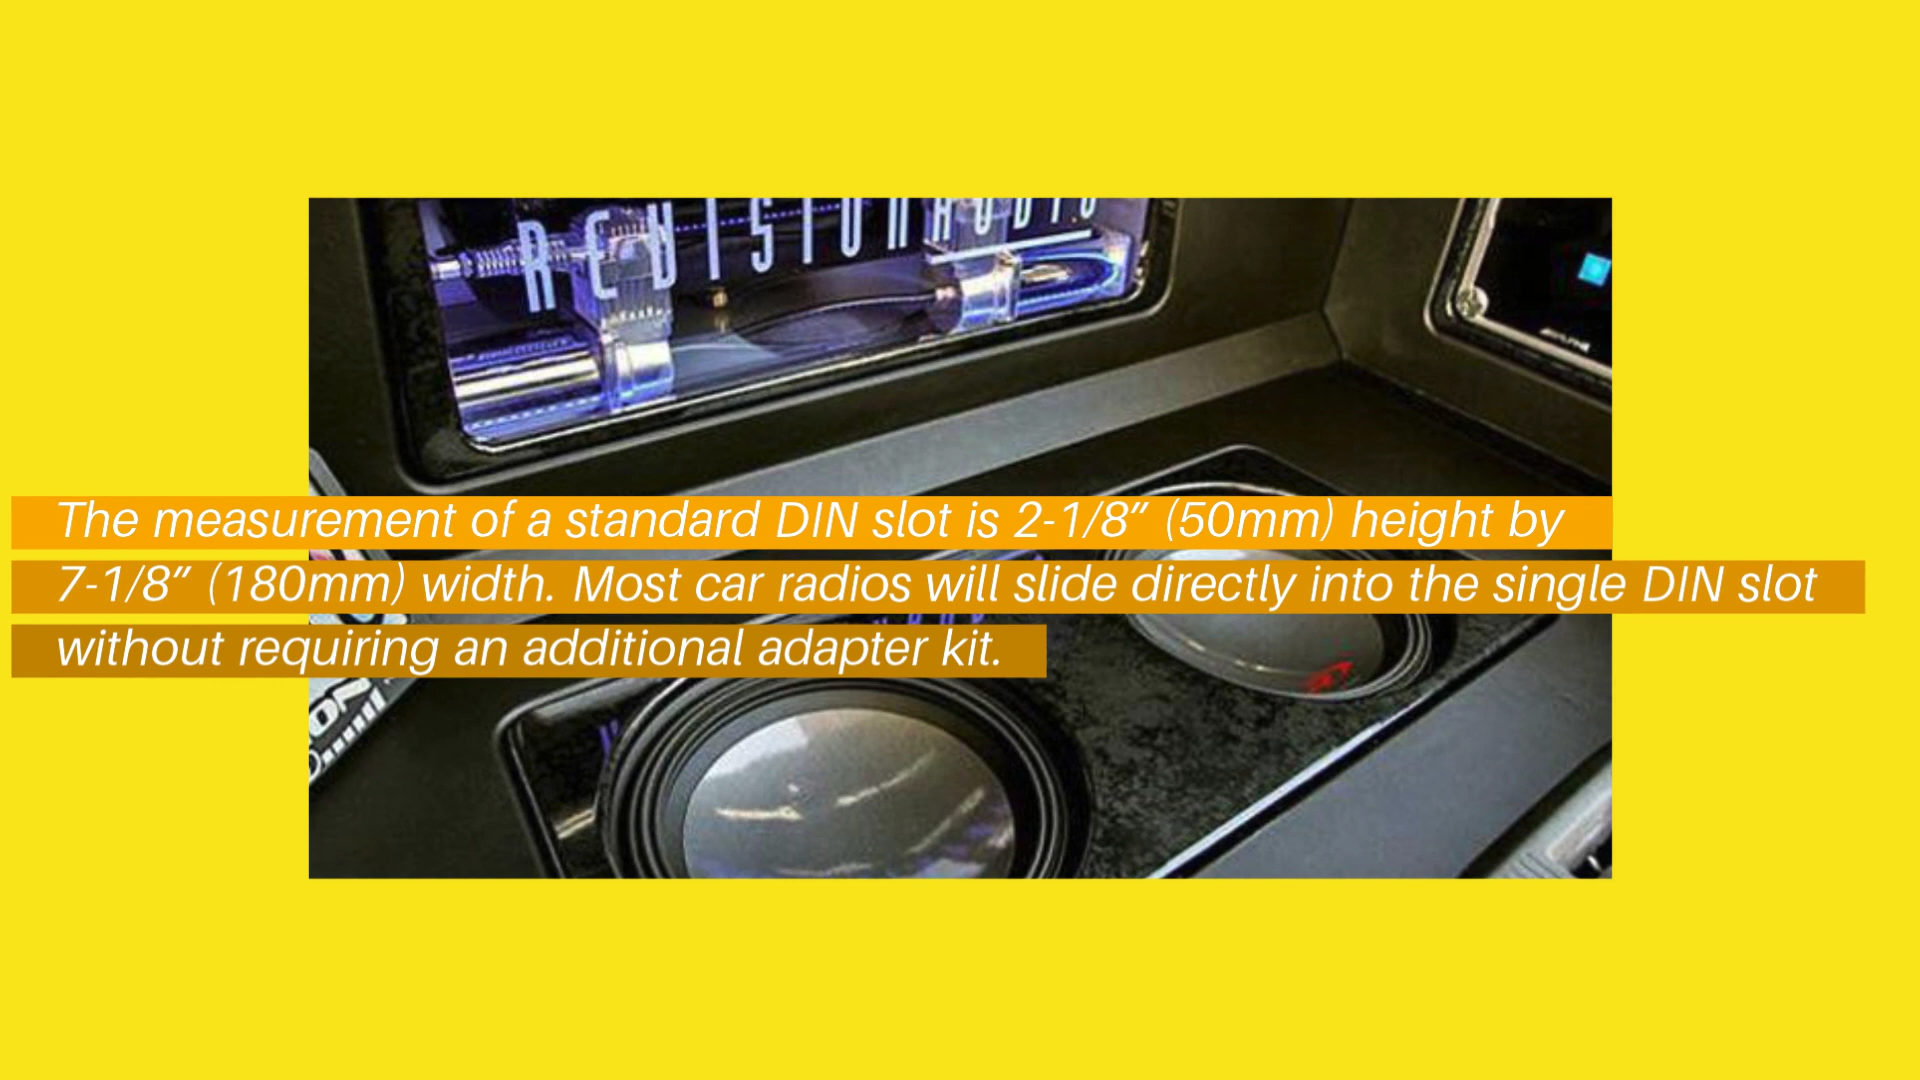 REVISIONAUDIO
The measurement of a standard DIN slot is 2-1/8” (50mm) height by
7-1/8” (180mm) width. Most car radios will slide directly into the single DIN slot
without requiring an additional adapter kit.